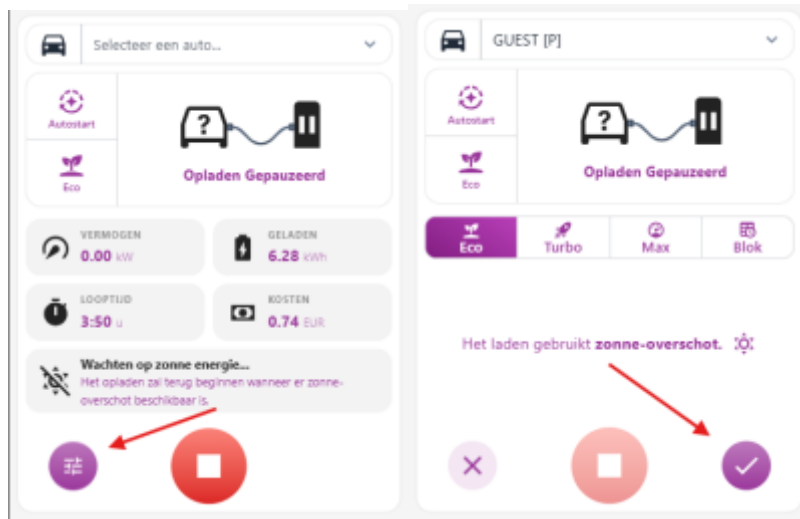 Selecteer een auto...
Autostart
Eco
?
Opladen Gepauzeerd
VERMOGEN
0.00 kW
GELADEN
6.28 kWh
LOOPTIJD
3:50 u
KOSTEN
0.74 EUR
Wachten op zonne energie...
Het opladen zal terug beginnen wanneer er zonne-
overschot beschikbaar is.
GUEST [P]
Autostart
Eco
?
Opladen Gepauzeerd
Eco
Turbo
Max
Blok
Het laden gebruikt zonne-overschot.